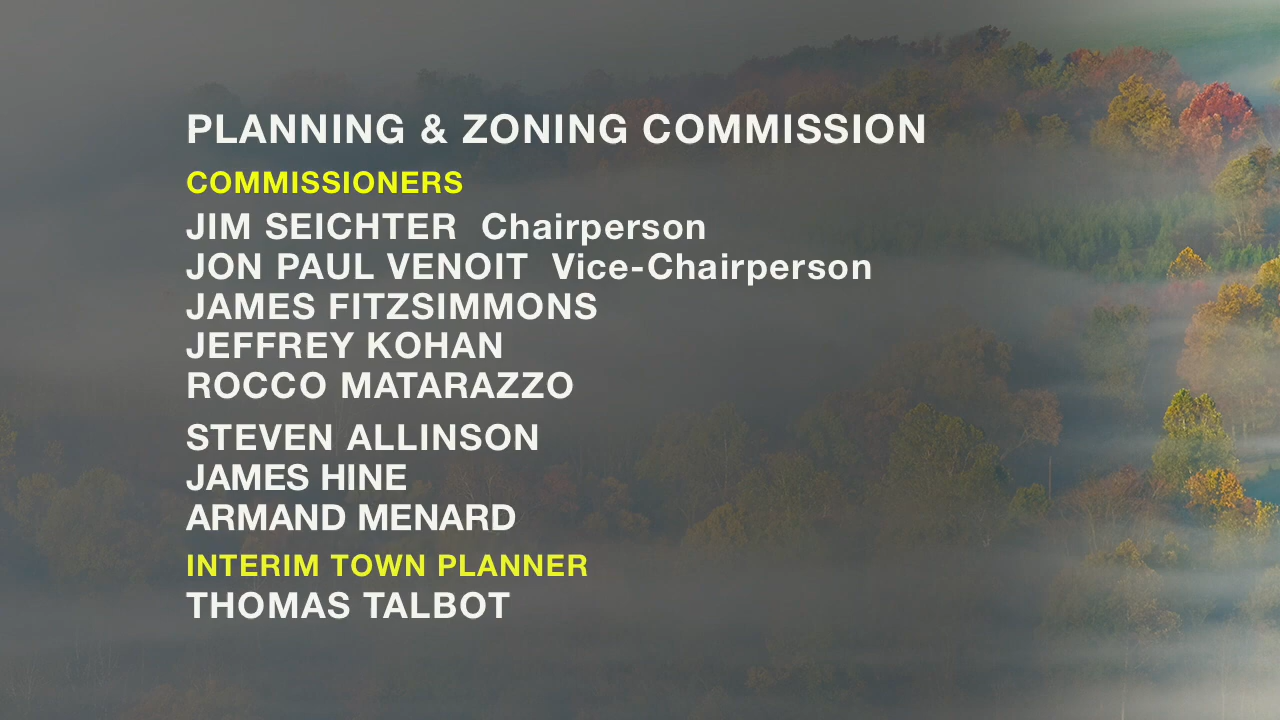 PLANNING & ZONING COMMISSION
COMMISSIONERS
JIM SEICHTER Chairperson
JON PAUL VENOIT Vice-Chairperson
JAMES FITZSIMMONS
JEFFREY KOHAN
ROCCO MATARAZZO
STEVEN ALLINSON
JAMES HINE
ARMAND MENARD
INTERIM TOWN PLANNER
THOMAS TALBOT